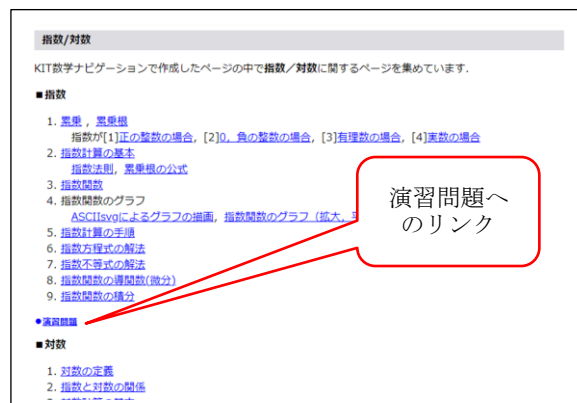 指数/対数
KIT数学ナビゲーションで作成したページの中で指数／対数に関するページを集めています.
■指数
1. 累乗 , 累乗根
指数が[1]正の整数の場合, [2]0, 負の整数の場合, [3]有理数の場合, [4]実数の場合
2. 指数計算の基本
指数法則, 累乗根の公式
3. 指数関数
4. 指数関数のグラフ
ASCIIsvgによるグラフの描画, 指数関数のグラフ（拡大,
5. 指数計算の手順
6. 指数方程式の解法
7. 指数不等式の解法
8. 指数関数の導関数(微分)
9. 指数関数の積分
演習問題へ
のリンク
●演習問題
■対数
1. 対数の定義
2. 指数と対数の関係